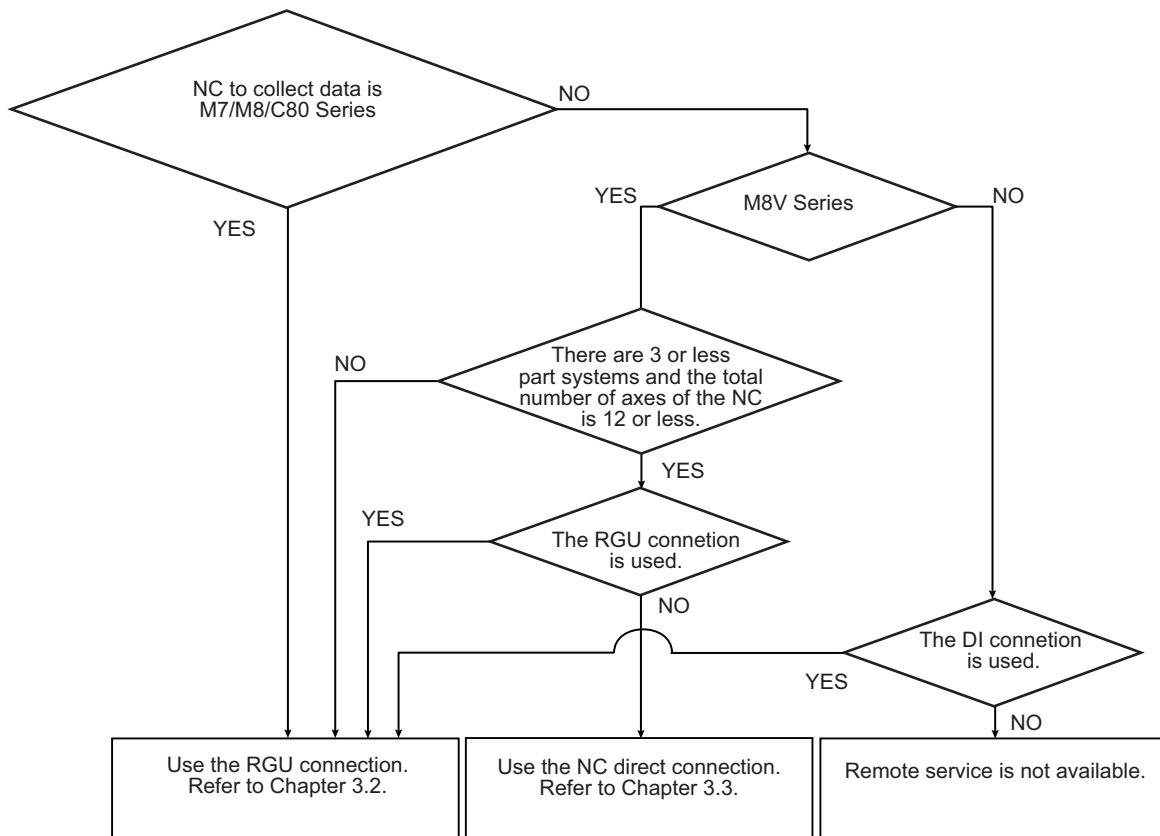 NC to collect data is
M7/M8/C80 Series
NO
YES
YES
M8V Series
NO
There are 3 or less
part systems and the total
number of axes of the NC
is 12 or less.
NO
YES
YES
The RGU connetion
is used.
NO
The DI connetion
is used.
YES
NO
Use the RGU connection.
Refer to Chapter 3.2.
Use the NC direct connection.
Refer to Chapter 3.3.
Remote service is not available.